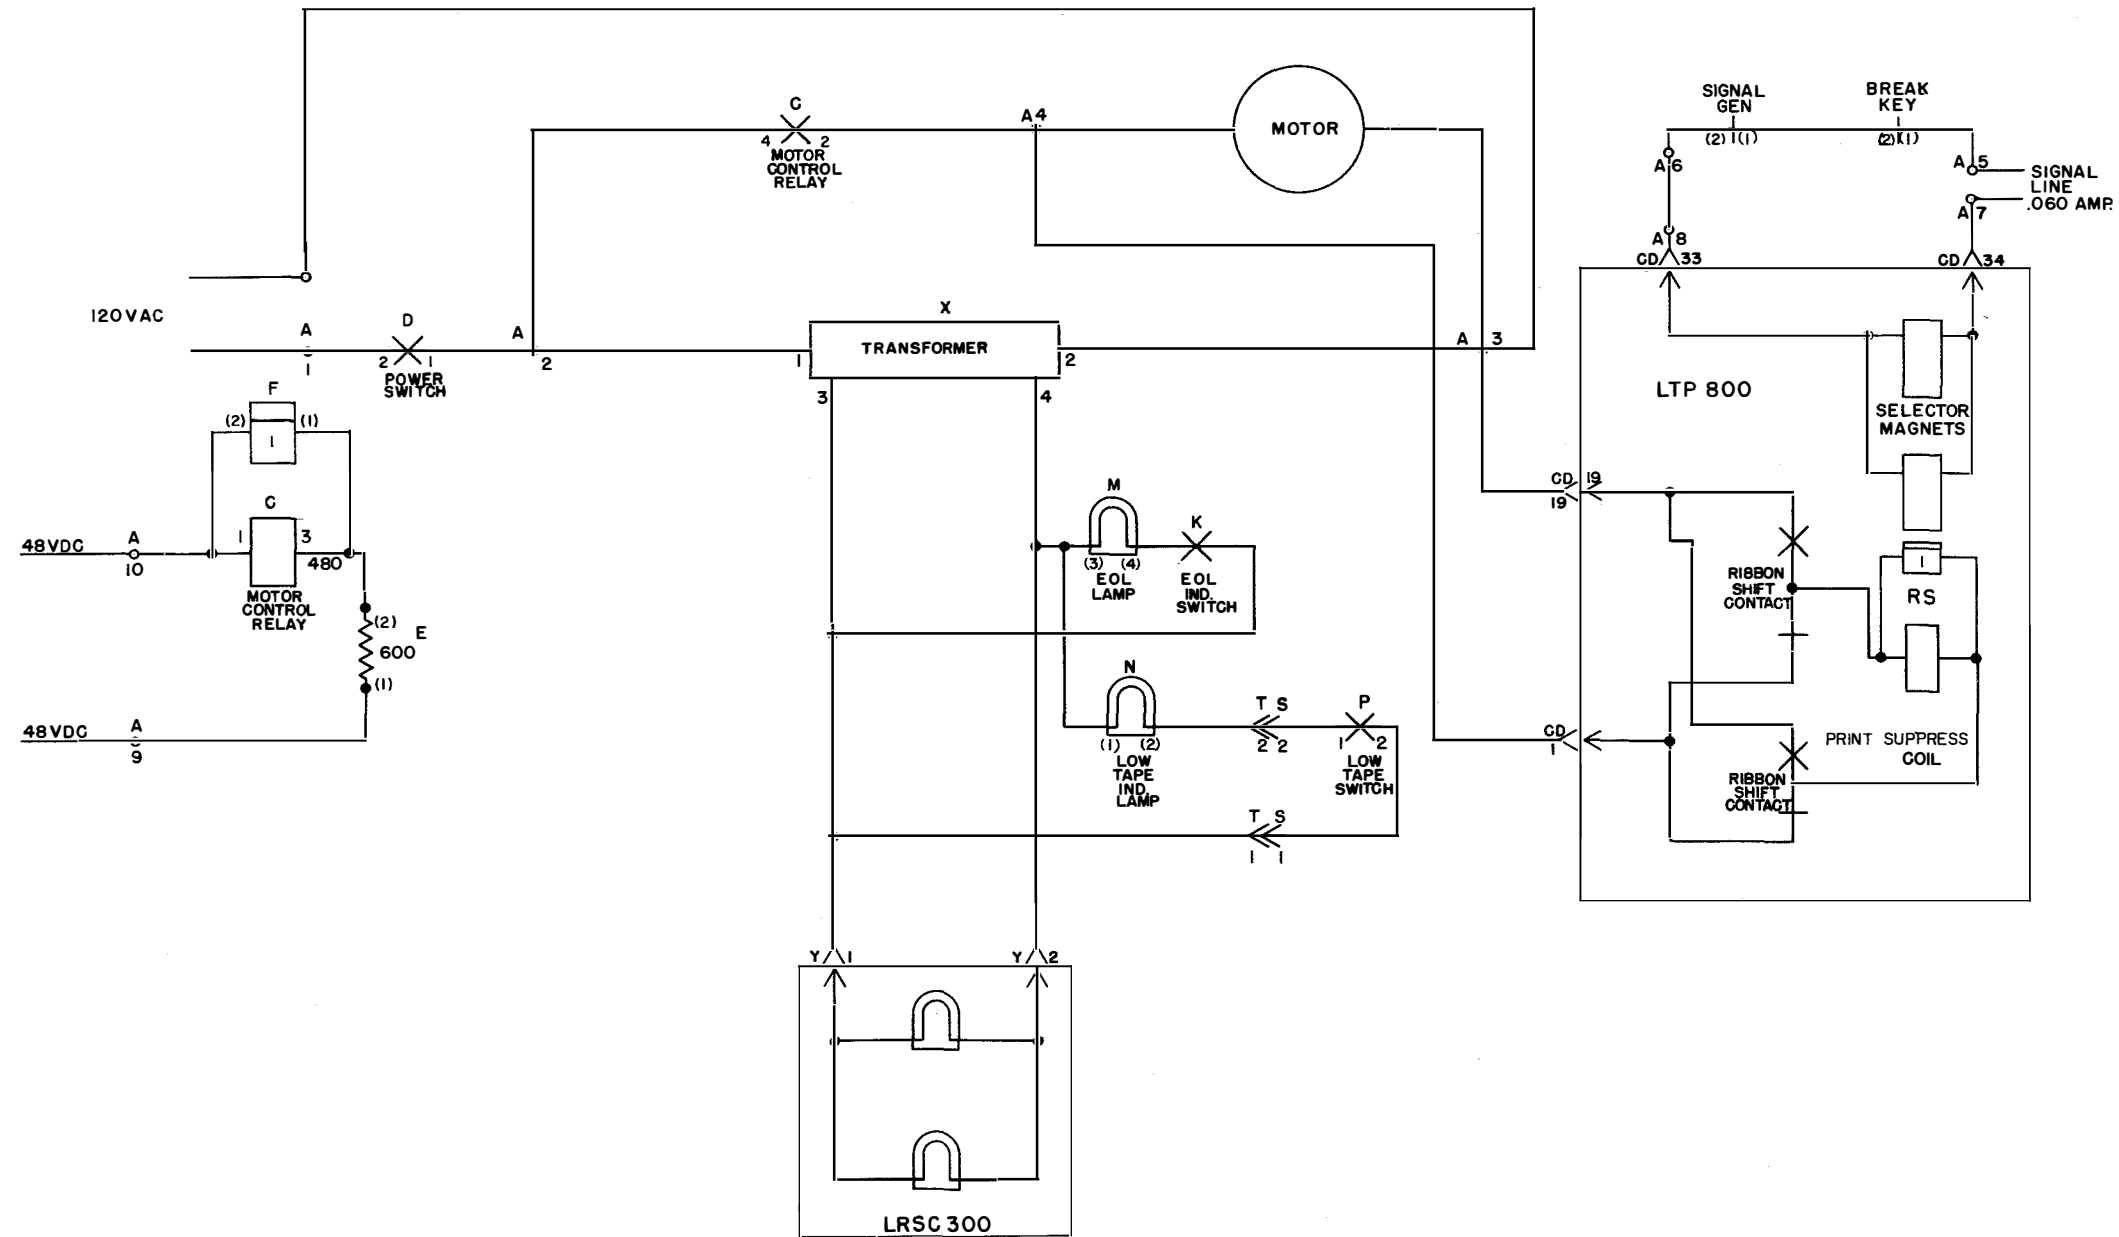 A4
C
4 2
MOTOR
CONTROL
RELAY
MOTOR
SIGNAL
GEN
(2) (1)
BREAK
KEY
(2) (1)
A 6
A 5
SIGNAL
LINE
.060 AMP.
A 7
A 8
CD 33
CD 34
1
120VAC
A
1
D
2 1
POWER
SWITCH
A
2
X
1 TRANSFORMER 2
3 4
A 3
F
(2) (1)
1
C
48VDC
A
10
1 3
480
MOTOR
CONTROL
RELAY
(2)
E
600
(1)
48VDC
A
9
M
(3) (4)
EOL
LAMP
K
EOL
IND.
SWITCH
N
(1) (2)
LOW
TAPE
IND.
LAMP
T S
2 2
P
1 2
LOW
TAPE
SWITCH
T S
1 1
LTP 800
SELECTOR
MAGNETS
CD 19
19
RIBBON
SHIFT
CONTACT
1
RS
CD
1
PRINT SUPPRESS
COIL
RIBBON
SHIFT
CONTACT
Y 1
Y 2
LRSC 300